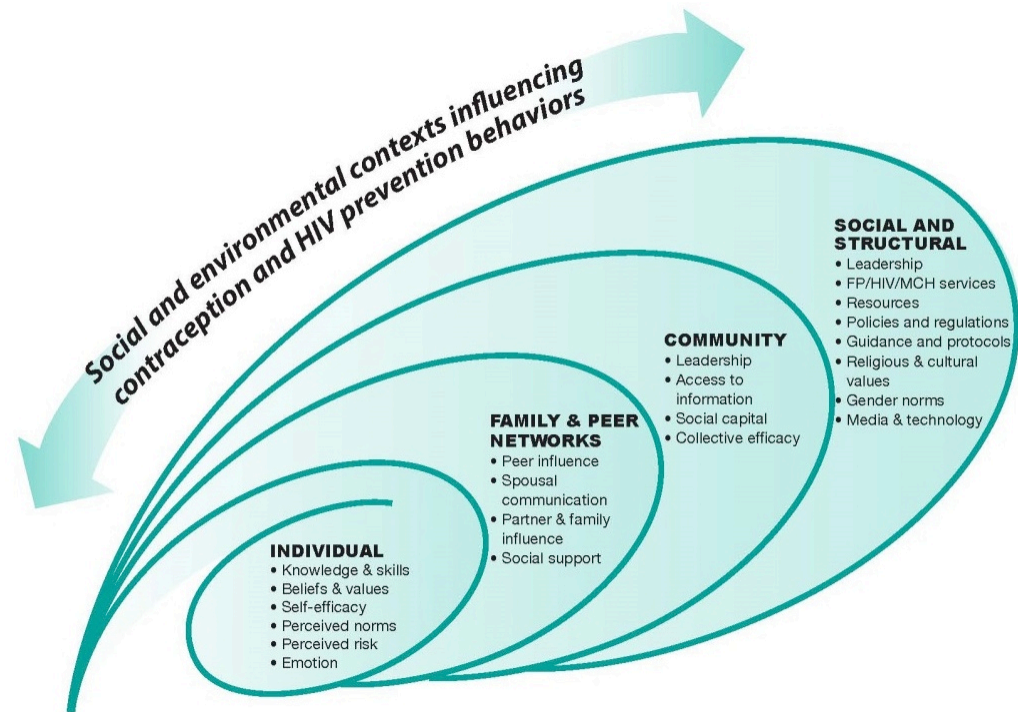 Social and environmental contexts influencing
contraception and HIV prevention behaviors
SOCIAL AND
STRUCTURAL
• Leadership
• FP/HIV/MCH services
• Resources
• Policies and regulations
• Guidance and protocols
• Religious & cultural
values
• Gender norms
• Media & technology
COMMUNITY
• Leadership
• Access to
information
• Social capital
• Collective efficacy
FAMILY & PEER
NETWORKS
• Peer influence
• Spousal
communication
• Partner & family
influence
• Social support
INDIVIDUAL
• Knowledge & skills
• Beliefs & values
• Self-efficacy
• Perceived norms
• Perceived risk
• Emotion